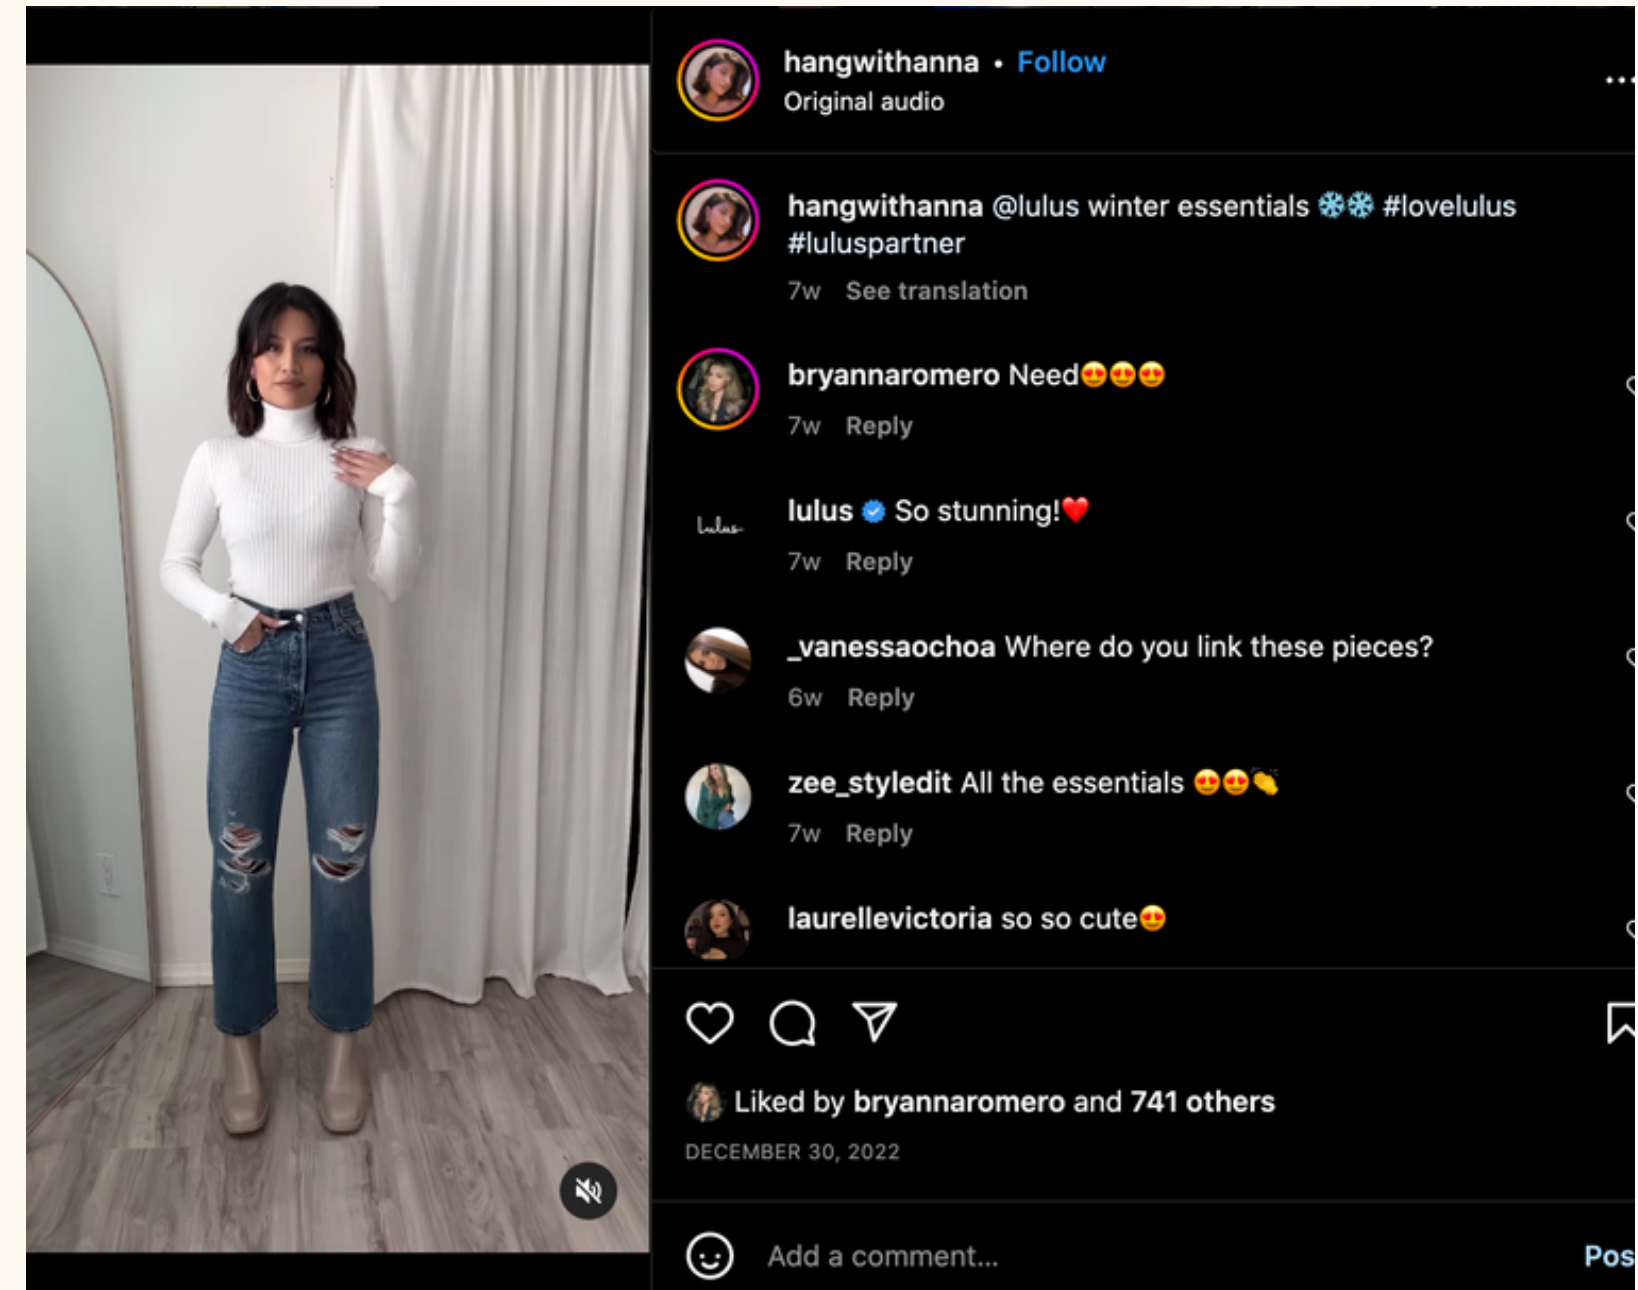 hangwithanna • Follow
Original audio
hangwithanna @lulus winter essentials ❄️❄️ #lovelulus
#luluspartner
7w See translation
bryannaromero Need😍😍😍
7w Reply
lulus
lulus So stunning!❤️
7w Reply
_vanessaochoa Where do you link these pieces?
6w Reply
zee_styledit All the essentials 😍😍👏
7w Reply
laurellevictoria so so cute😍
Liked by bryannaromero and 741 others
DECEMBER 30, 2022
Add a comment...
Pos